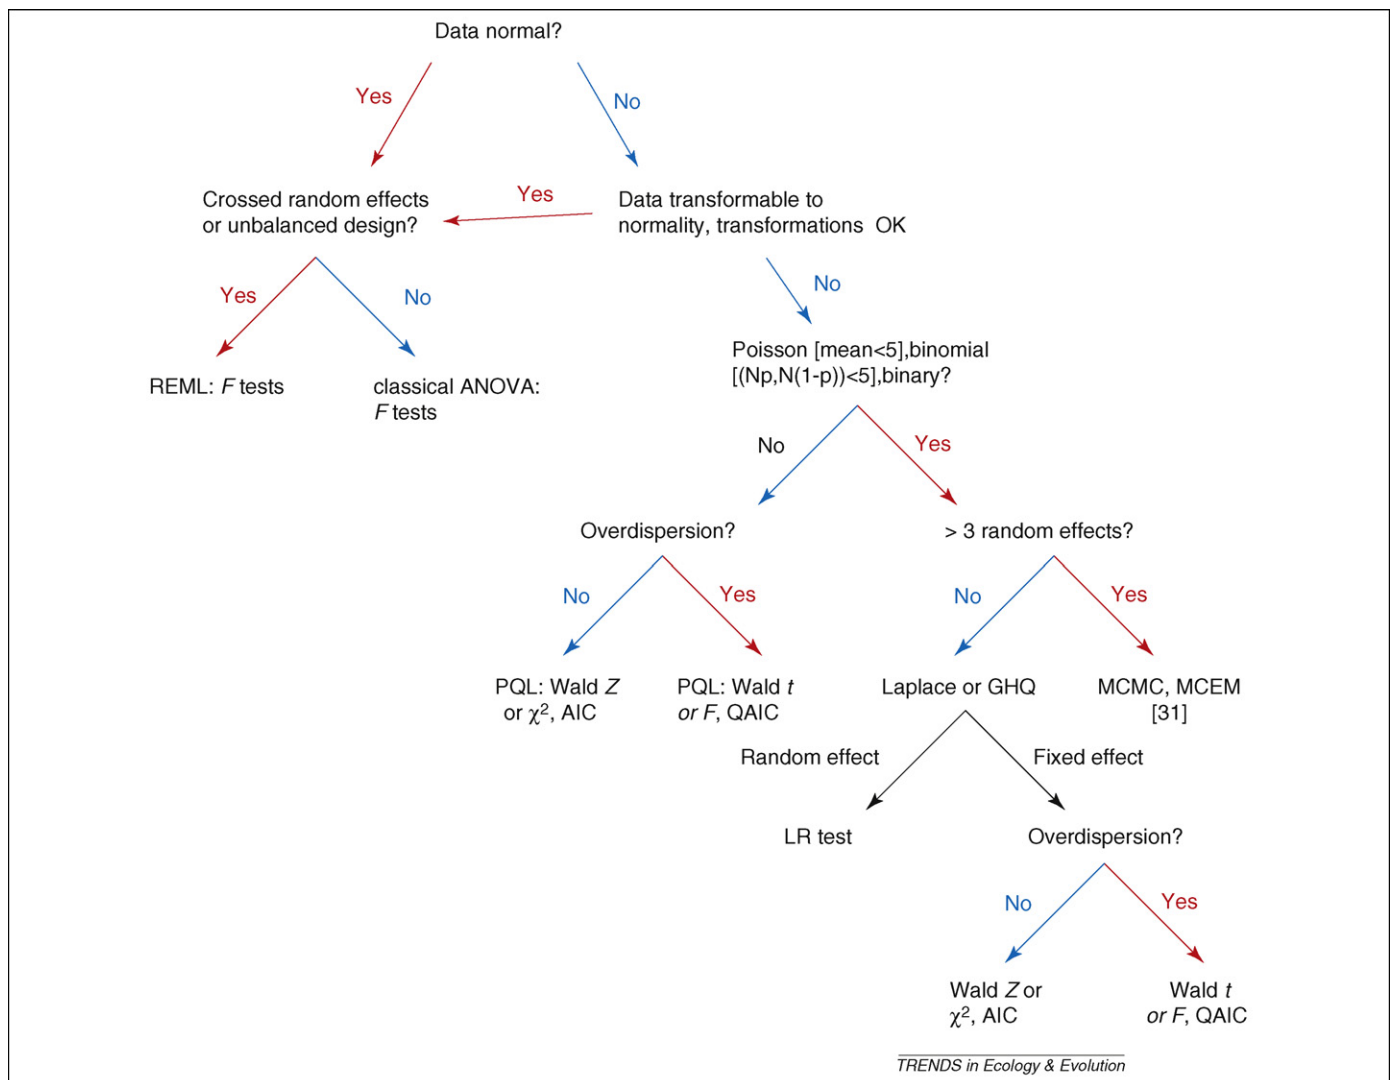 Data normal?
Yes
No
Crossed random effects
or unbalanced design?
Yes
Data transformable to
normality, transformations OK
Yes
No
No
REML: F tests
classical ANOVA:
F tests
Poisson [mean<5],binomial
[(Np,N(1-p))<5],binary?
No
Yes
Overdispersion?
> 3 random effects?
No
Yes
No
Yes
PQL: Wald Z
or χ², AIC
PQL: Wald t
or F, QAIC
Laplace or GHQ
MCMC, MCEM
[31]
Random effect
Fixed effect
LR test
Overdispersion?
No
Yes
Wald Z or
χ², AIC
Wald t
or F, QAIC
TRENDS in Ecology & Evolution